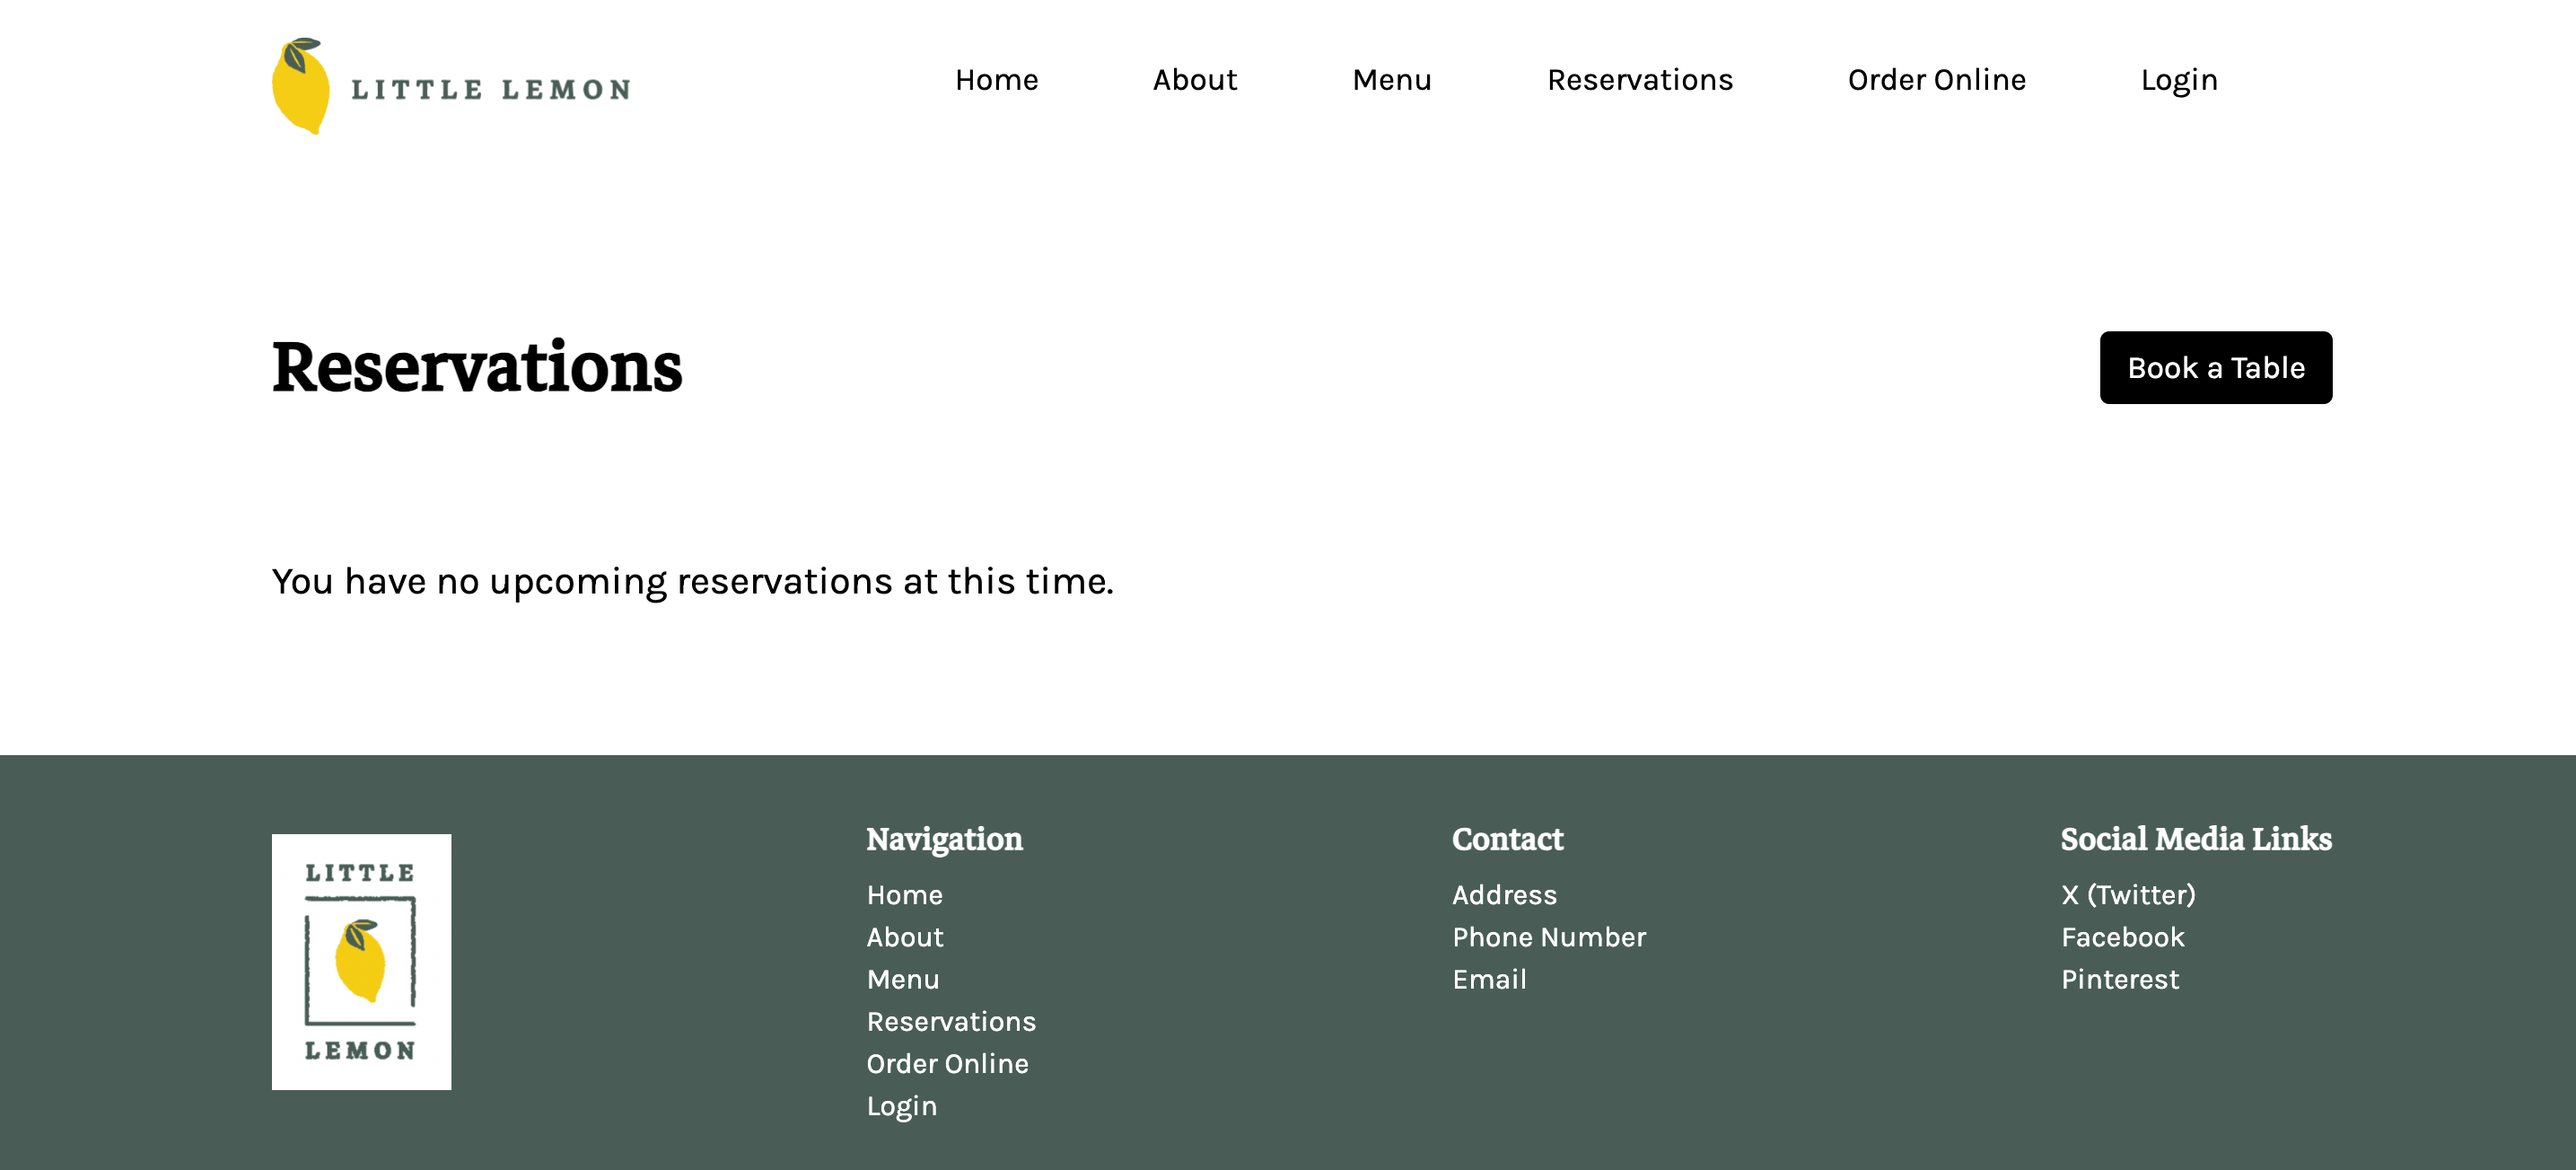 LITTLE LEMON
Home
About
Menu
Reservations
Order Online
Login
Reservations
Book a Table
You have no upcoming reservations at this time.
LITTLE
LEMON
Navigation
Home
About
Menu
Reservations
Order Online
Login
Contact
Address
Phone Number
Email
Social Media Links
X (Twitter)
Facebook
Pinterest